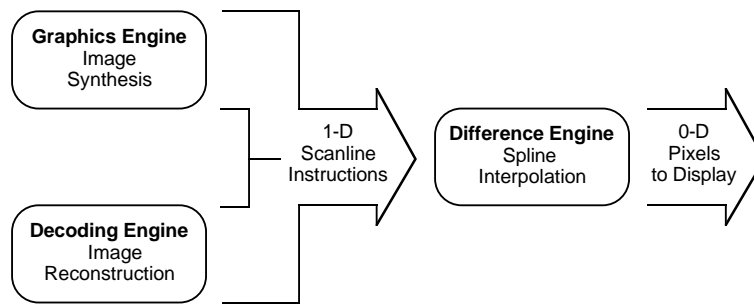 Graphics Engine
Image
Synthesis
Decoding Engine
Image
Reconstruction
1-D
Scanline
Instructions
Difference Engine
Spline
Interpolation
0-D
Pixels
to Display